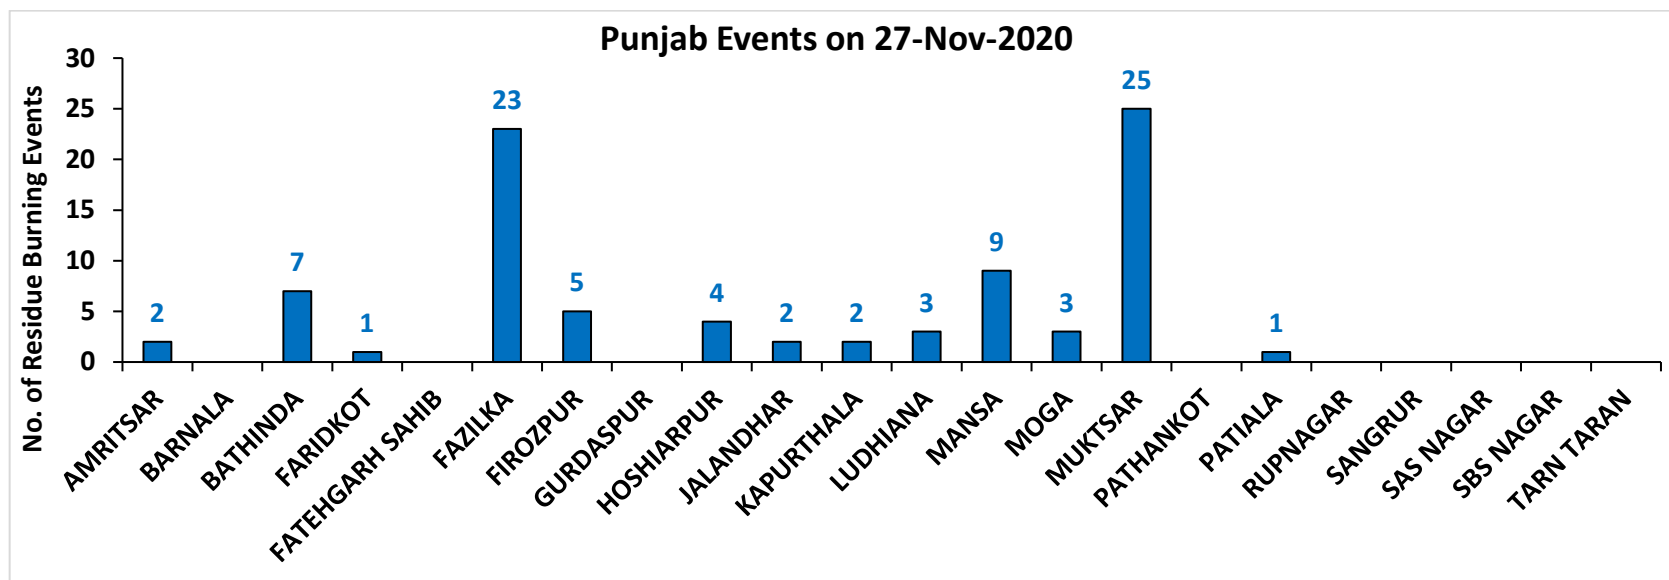 Punjab Events on 27-Nov-2020
No. of Residue Burning Events
30
25
20
15
10
5
0
2
7
1
23
5
4
2
2
3
9
3
25
1
AMRITSAR
BARNALA
BATHINDA
FARIDKOT
FATEHGARH SAHIB
FAZILKA
FIROZPUR
GURDASPUR
HOSHIARPUR
JALANDHAR
KAPURTHALA
LUDHIANA
MANSA
MOGA
MUKTSAR
PATHANKOT
PATIALA
RUPNAGAR
SANGRUR
SAS NAGAR
SBS NAGAR
TARN TARAN